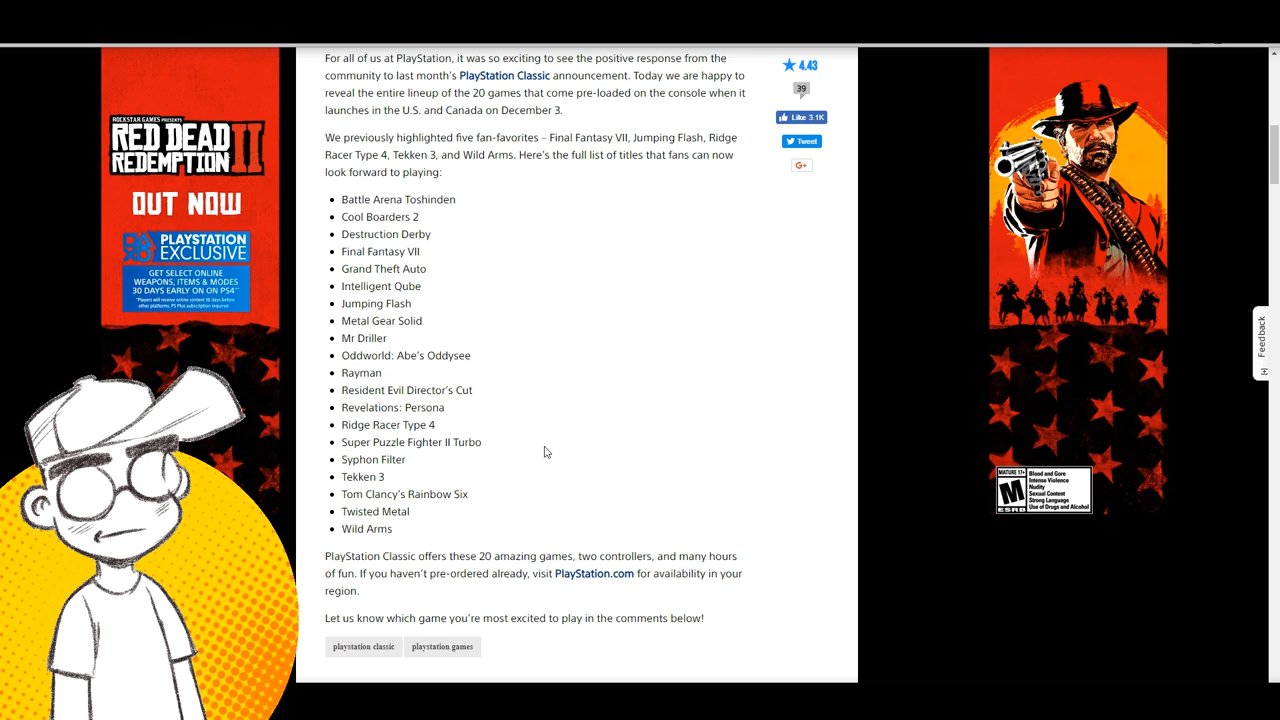 For all of us at PlayStation, it was so exciting to see the positive response from the
community to last month's PlayStation Classic announcement. Today we are happy to
reveal the entire lineup of the 20 games that come pre-loaded on the console when it
launches in the U.S. and Canada on December 3.
We previously highlighted five fan-favorites – Final Fantasy VII, Jumping Flash, Ridge
Racer Type 4, Tekken 3, and Wild Arms. Here's the full list of titles that fans can now
look forward to playing:
Battle Arena Toshinden
Cool Boarders 2
Destruction Derby
Final Fantasy VII
Grand Theft Auto
Intelligent Qube
Jumping Flash
Metal Gear Solid
Mr Driller
Oddworld: Abe's Oddysee
Rayman
Resident Evil Director's Cut
Revelations: Persona
Ridge Racer Type 4
Super Puzzle Fighter II Turbo
Syphon Filter
Tekken 3
Tom Clancy's Rainbow Six
Twisted Metal
Wild Arms
PlayStation Classic offers these 20 amazing games, two controllers, and many hours
of fun. If you haven't pre-ordered already, visit PlayStation.com for availability in your
region.
Let us know which game you're most excited to play in the comments below!
playstation classic playstation games
4.43
39
Like 3.1K
Tweet
G+
ROCKSTAR GAMES PRESENTS
RED DEAD
REDEMPTION II
OUT NOW
PLAYSTATION
EXCLUSIVE
GET SELECT ONLINE
WEAPONS, ITEMS & MODES
30 DAYS EARLY ON ON PS4
MATURE 17+
M
ESRB
Blood and Gore
Intense Violence
Nudity
Sexual Content
Strong Language
Use of Drugs and Alcohol
Feedback
[+]